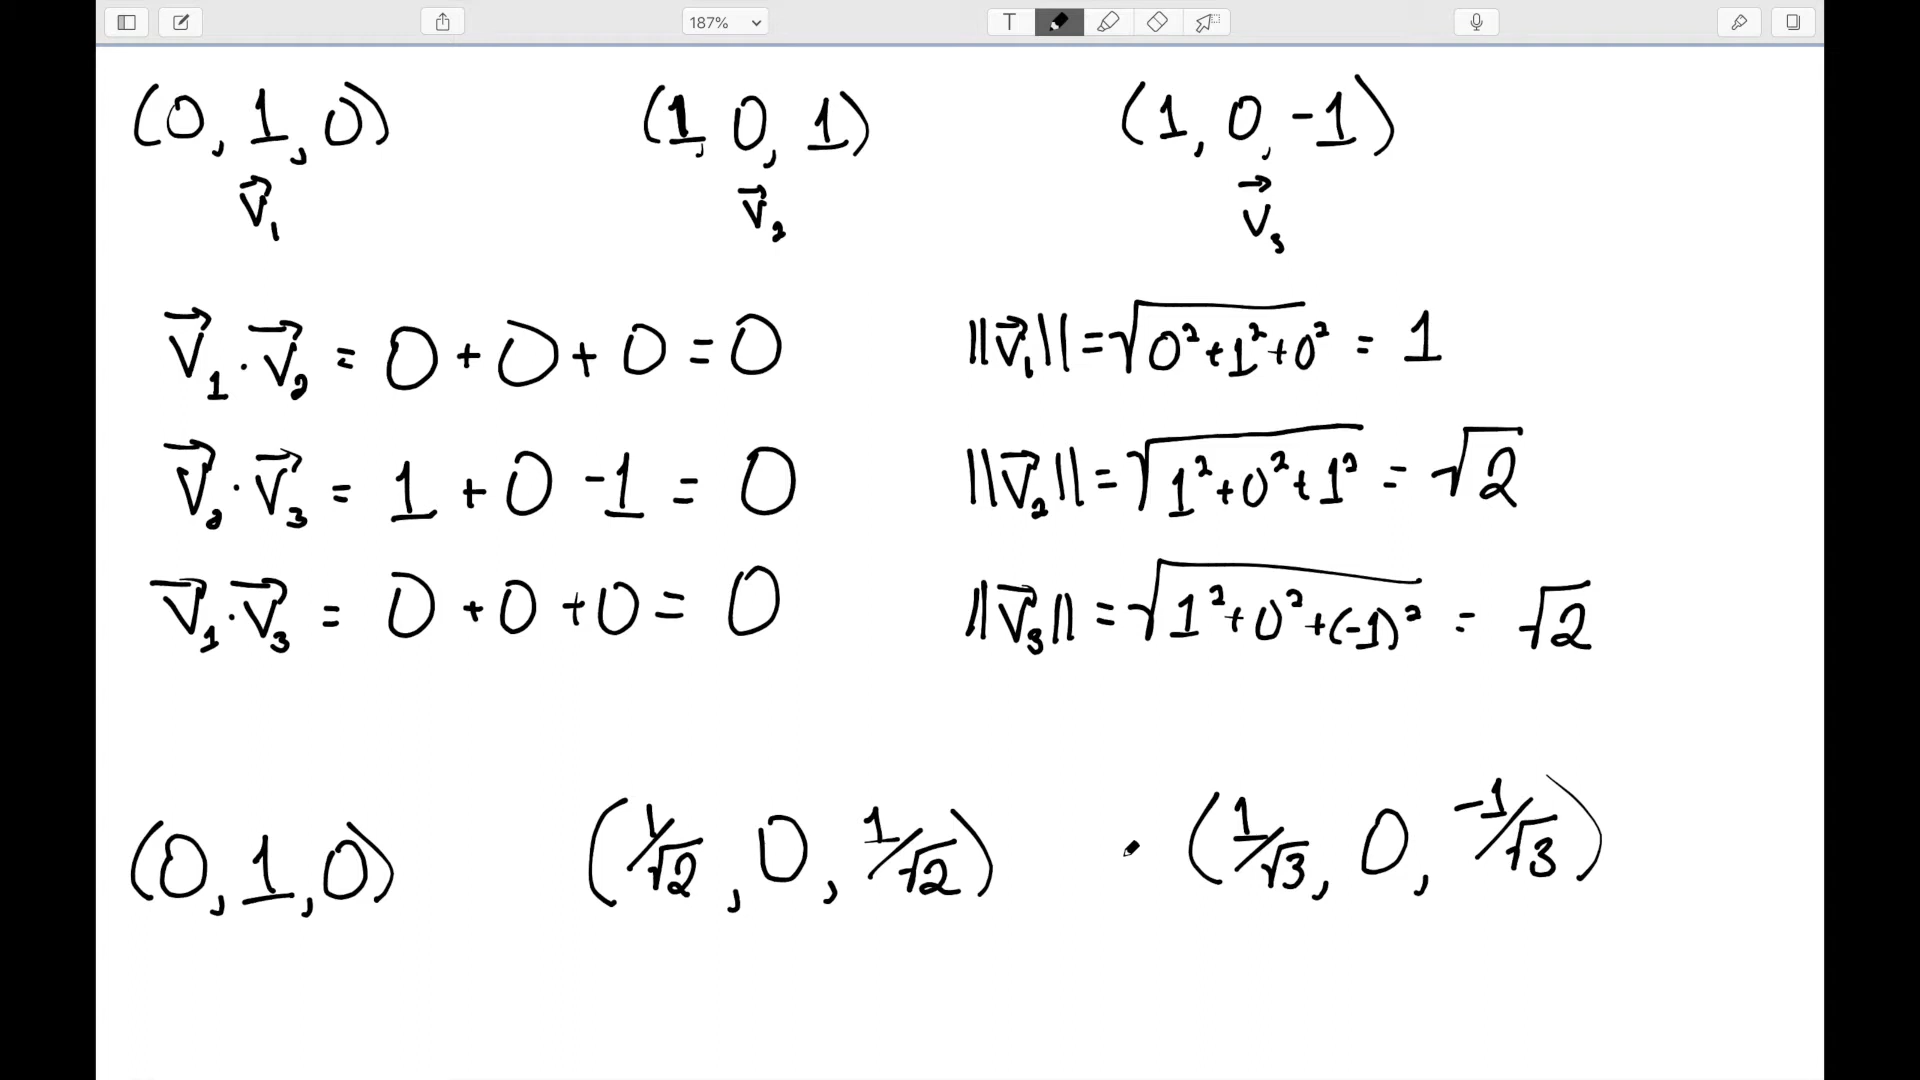 187%
T
(0, 1, 0) (1, 0, 1) (1, 0, -1)
v⃗₁ v⃗₂ v⃗₃
v⃗₁ · v⃗₂ = 0 + 0 + 0 = 0
v⃗₂ · v⃗₃ = 1 + 0 - 1 = 0
v⃗₁ · v⃗₃ = 0 + 0 + 0 = 0
||v⃗₁|| = √(0² + 1² + 0²) = 1
||v⃗₂|| = √(1² + 0² + 1²) = √2
||v⃗₃|| = √(1² + 0² + (-1)²) = √2
(0, 1, 0) (1/√2, 0, 1/√2) (1/√3, 0, -1/√3)